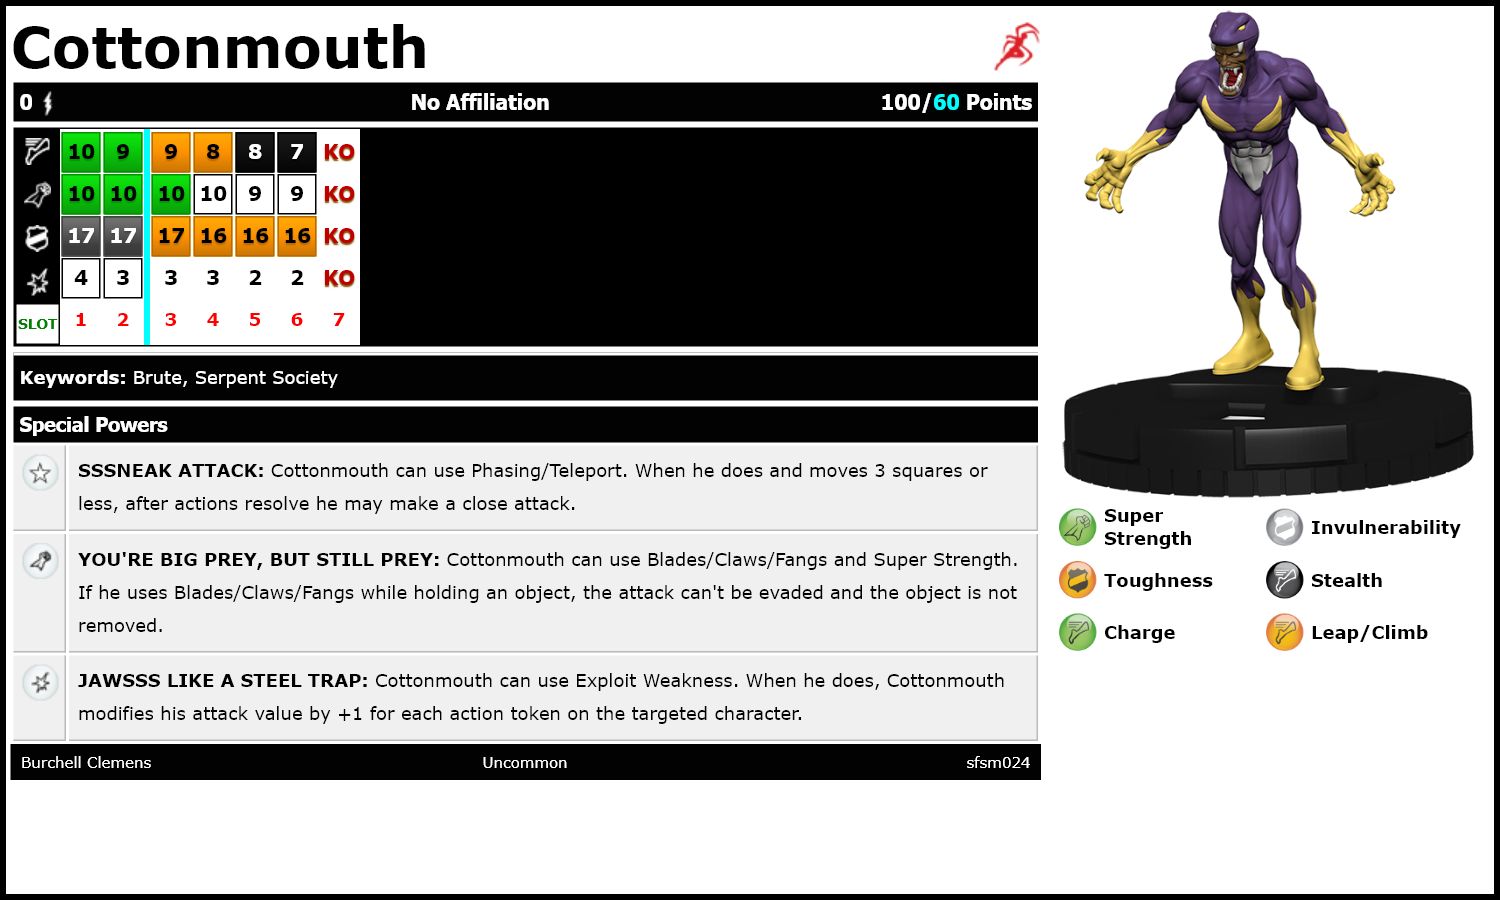 Cottonmouth
0 No Affiliation 100/60 Points
10 9 9 8 8 7 KO
10 10 10 10 9 9 KO
17 17 17 16 16 16 KO
4 3 3 3 2 2 KO
SLOT 1 2 3 4 5 6 7
Keywords: Brute, Serpent Society
Special Powers
SSSNEAK ATTACK: Cottonmouth can use Phasing/Teleport. When he does and moves 3 squares or
less, after actions resolve he may make a close attack.
YOU'RE BIG PREY, BUT STILL PREY: Cottonmouth can use Blades/Claws/Fangs and Super Strength.
If he uses Blades/Claws/Fangs while holding an object, the attack can't be evaded and the object is not
removed.
JAWSSS LIKE A STEEL TRAP: Cottonmouth can use Exploit Weakness. When he does, Cottonmouth
modifies his attack value by +1 for each action token on the targeted character.
Burchell Clemens Uncommon sfsm024
Super
Strength
Invulnerability
Toughness
Stealth
Charge
Leap/Climb